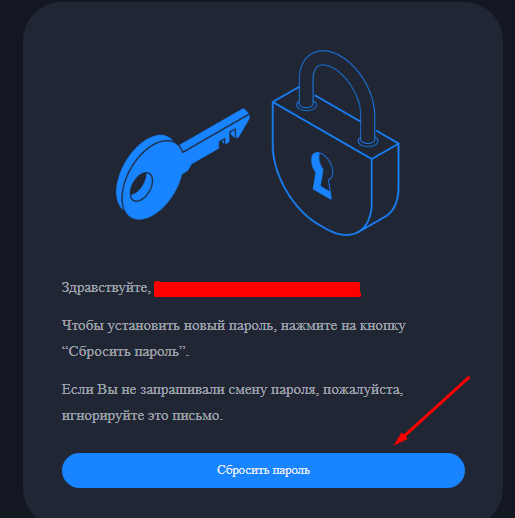 Здравствуйте,
Чтобы установить новый пароль, нажмите на кнопку
“Сбросить пароль”.
Если Вы не запрашивали смену пароля, пожалуйста,
игнорируйте это письмо.
Сбросить пароль